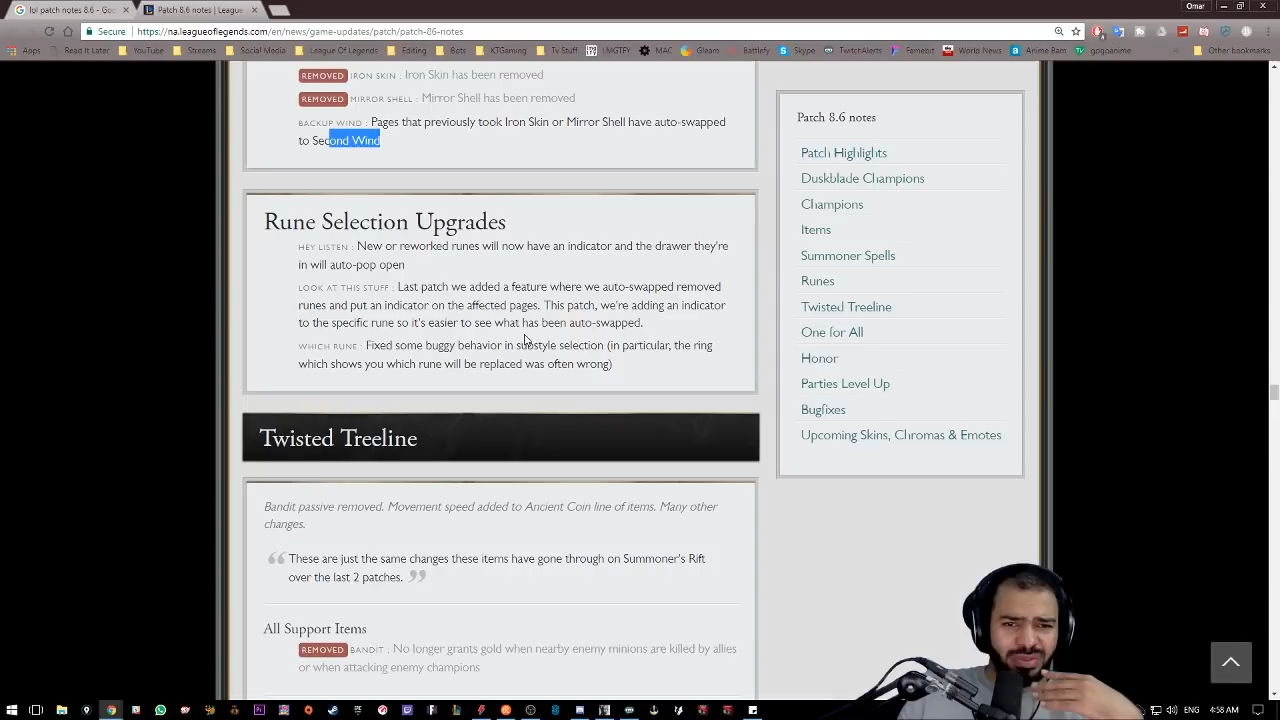 lol patch notes 8.6 - Goo
Patch 8.6 notes | League
Omar
Secure
https://na.leagueoflegends.com/en/news/game-updates/patch/patch-86-notes
Apps
Read It Later
YouTube
Streams
Social Media
League Of Legends
Editing
Bots
KTGaming
Tv Stuff
LMGTFY
MAC
Gleam
Battlefy
Skype
TwitchAlerts
Famebit
World News
Anime Bam
gogoanime
Other bookmarks
REMOVED IRON SKIN : Iron Skin has been removed
REMOVED MIRROR SHELL : Mirror Shell has been removed
BACKUP WIND : Pages that previously took Iron Skin or Mirror Shell have auto-swapped
to Second Wind
Rune Selection Upgrades
HEY LISTEN : New or reworked runes will now have an indicator and the drawer they're
in will auto-pop open
LOOK AT THIS STUFF : Last patch we added a feature where we auto-swapped removed
runes and put an indicator on the affected pages. This patch, we're adding an indicator
to the specific rune so it's easier to see what has been auto-swapped.
WHICH RUNE : Fixed some buggy behavior in substyle selection (in particular, the ring
which shows you which rune will be replaced was often wrong)
Twisted Treeline
Bandit passive removed. Movement speed added to Ancient Coin line of items. Many other
changes.
These are just the same changes these items have gone through on Summoner's Rift
over the last 2 patches.
All Support Items
REMOVED BANDIT : No longer grants gold when nearby enemy minions are killed by allies
or when attacking enemy champions
Patch 8.6 notes
Patch Highlights
Duskblade Champions
Champions
Items
Summoner Spells
Runes
Twisted Treeline
One for All
Honor
Parties Level Up
Bugfixes
Upcoming Skins, Chromas & Emotes
ENG
4:58 AM